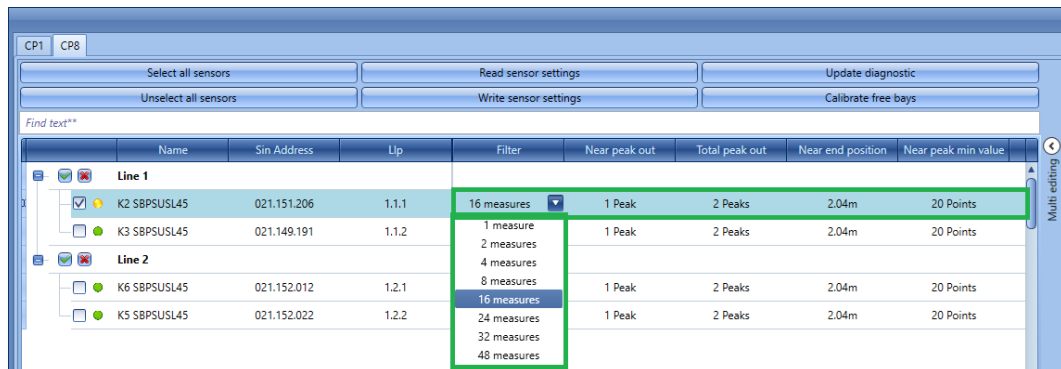 CP1 CP8
Select all sensors Read sensor settings Update diagnostic
Unselect all sensors Write sensor settings Calibrate free bays
Find text**
Name Sin Address Llp Filter Near peak out Total peak out Near end position Near peak min value
Line 1
K2 SBPSUSL45 021.151.206 1.1.1 16 measures 1 Peak 2 Peaks 2.04m 20 Points
K3 SBPSUSL45 021.149.191 1.1.2 1 Peak 2 Peaks 2.04m 20 Points
Line 2
K6 SBPSUSL45 021.152.012 1.2.1 1 Peak 2 Peaks 2.04m 20 Points
K5 SBPSUSL45 021.152.022 1.2.2 1 Peak 2 Peaks 2.04m 20 Points
1 measure
2 measures
4 measures
8 measures
16 measures
24 measures
32 measures
48 measures
Multi editing